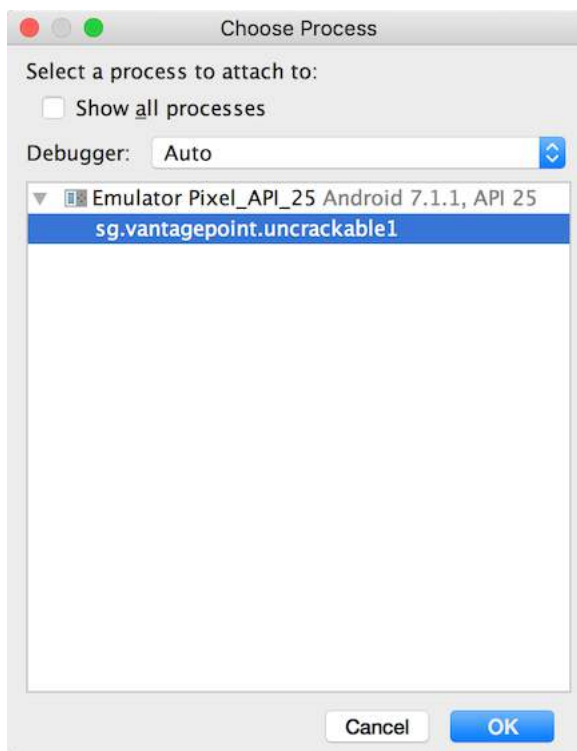 Choose Process
Select a process to attach to:
Show all processes
Debugger: Auto
Emulator Pixel_API_25 Android 7.1.1, API 25
sg.vantagepoint.uncrackable1
Cancel OK